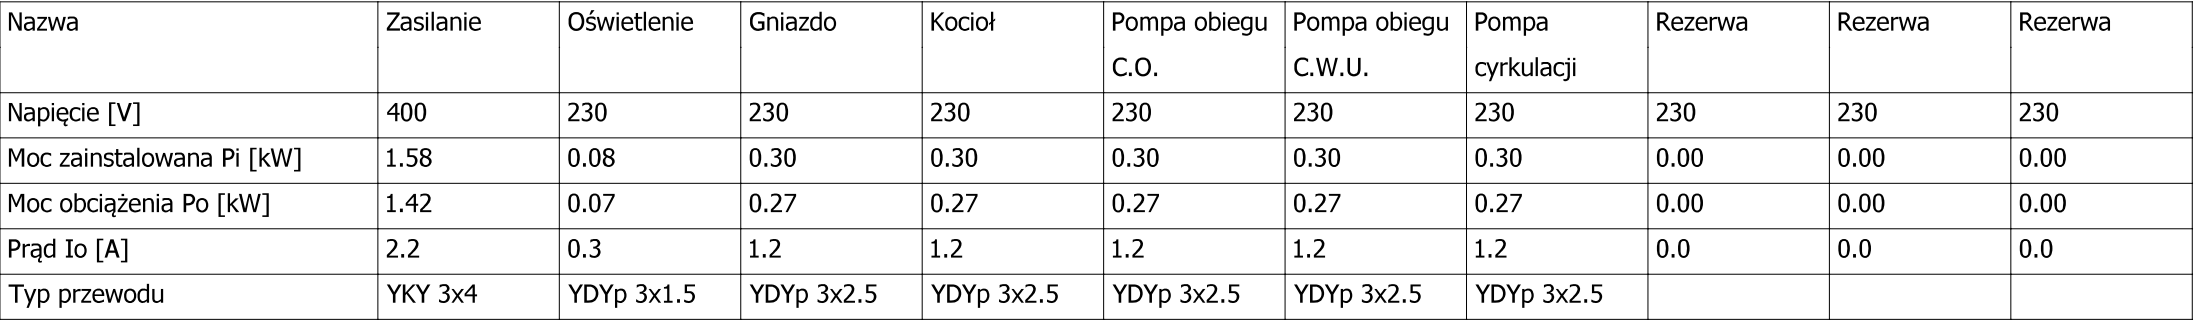 Nazwa Zasilanie Oświetlenie Gniazdo Kocioł Pompa obiegu Pompa obiegu Pompa Rezerwa Rezerwa Rezerwa
C.O. C.W.U. cyrkulacji
Napięcie [V] 400 230 230 230 230 230 230 230 230 230
Moc zainstalowana Pi [kW] 1.58 0.08 0.30 0.30 0.30 0.30 0.30 0.00 0.00 0.00
Moc obciążenia Po [kW] 1.42 0.07 0.27 0.27 0.27 0.27 0.27 0.00 0.00 0.00
Prąd Io [A] 2.2 0.3 1.2 1.2 1.2 1.2 1.2 0.0 0.0 0.0
Typ przewodu YKY 3x4 YDYp 3x1.5 YDYp 3x2.5 YDYp 3x2.5 YDYp 3x2.5 YDYp 3x2.5 YDYp 3x2.5